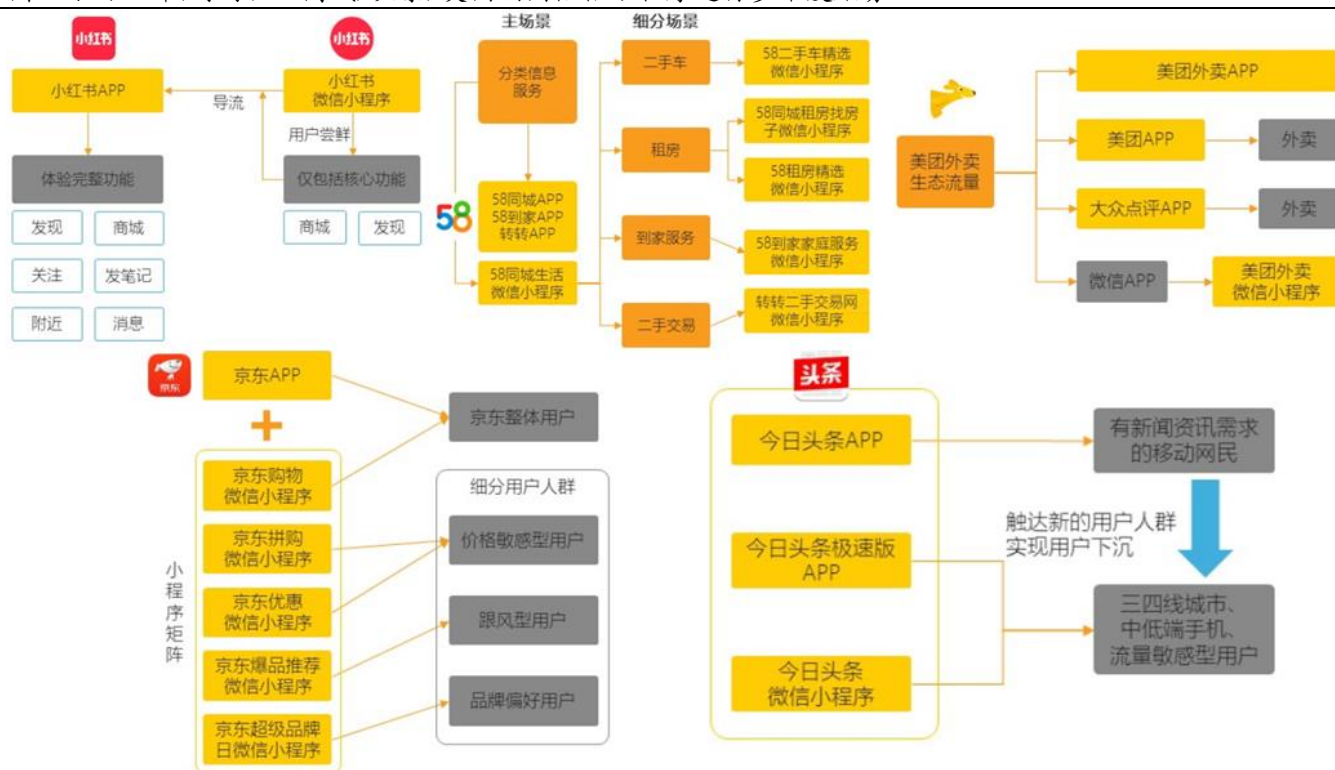 小红书
小红书
小红书APP
导流
小红书
微信小程序
用户尝鲜
体验完整功能
仅包括核心功能
发现
商城
商城
发现
关注
发笔记
附近
消息
主场景
细分场景
分类信息
服务
58
58同城APP
58到家APP
转转APP
58同城生活
微信小程序
二手车
58二手车精选
微信小程序
租房
58同城租房找房
子微信小程序
58租房精选
微信小程序
到家服务
58到家家庭服务
微信小程序
二手交易
转转二手交易网
微信小程序
美团外卖
生态流量
美团外卖APP
美团APP
外卖
大众点评APP
外卖
微信APP
美团外卖
微信小程序
京东
京东APP
+
小程序矩阵
京东购物
微信小程序
京东拼购
微信小程序
京东优惠
微信小程序
京东爆品推荐
微信小程序
京东超级品牌
日微信小程序
京东整体用户
细分用户人群
价格敏感型用户
跟风型用户
品牌偏好用户
头条
今日头条APP
今日头条极速版
APP
今日头条
微信小程序
有新闻资讯需求
的移动网民
触达新的用户人群
实现用户下沉
三四线城市、
中低端手机、
流量敏感型用户